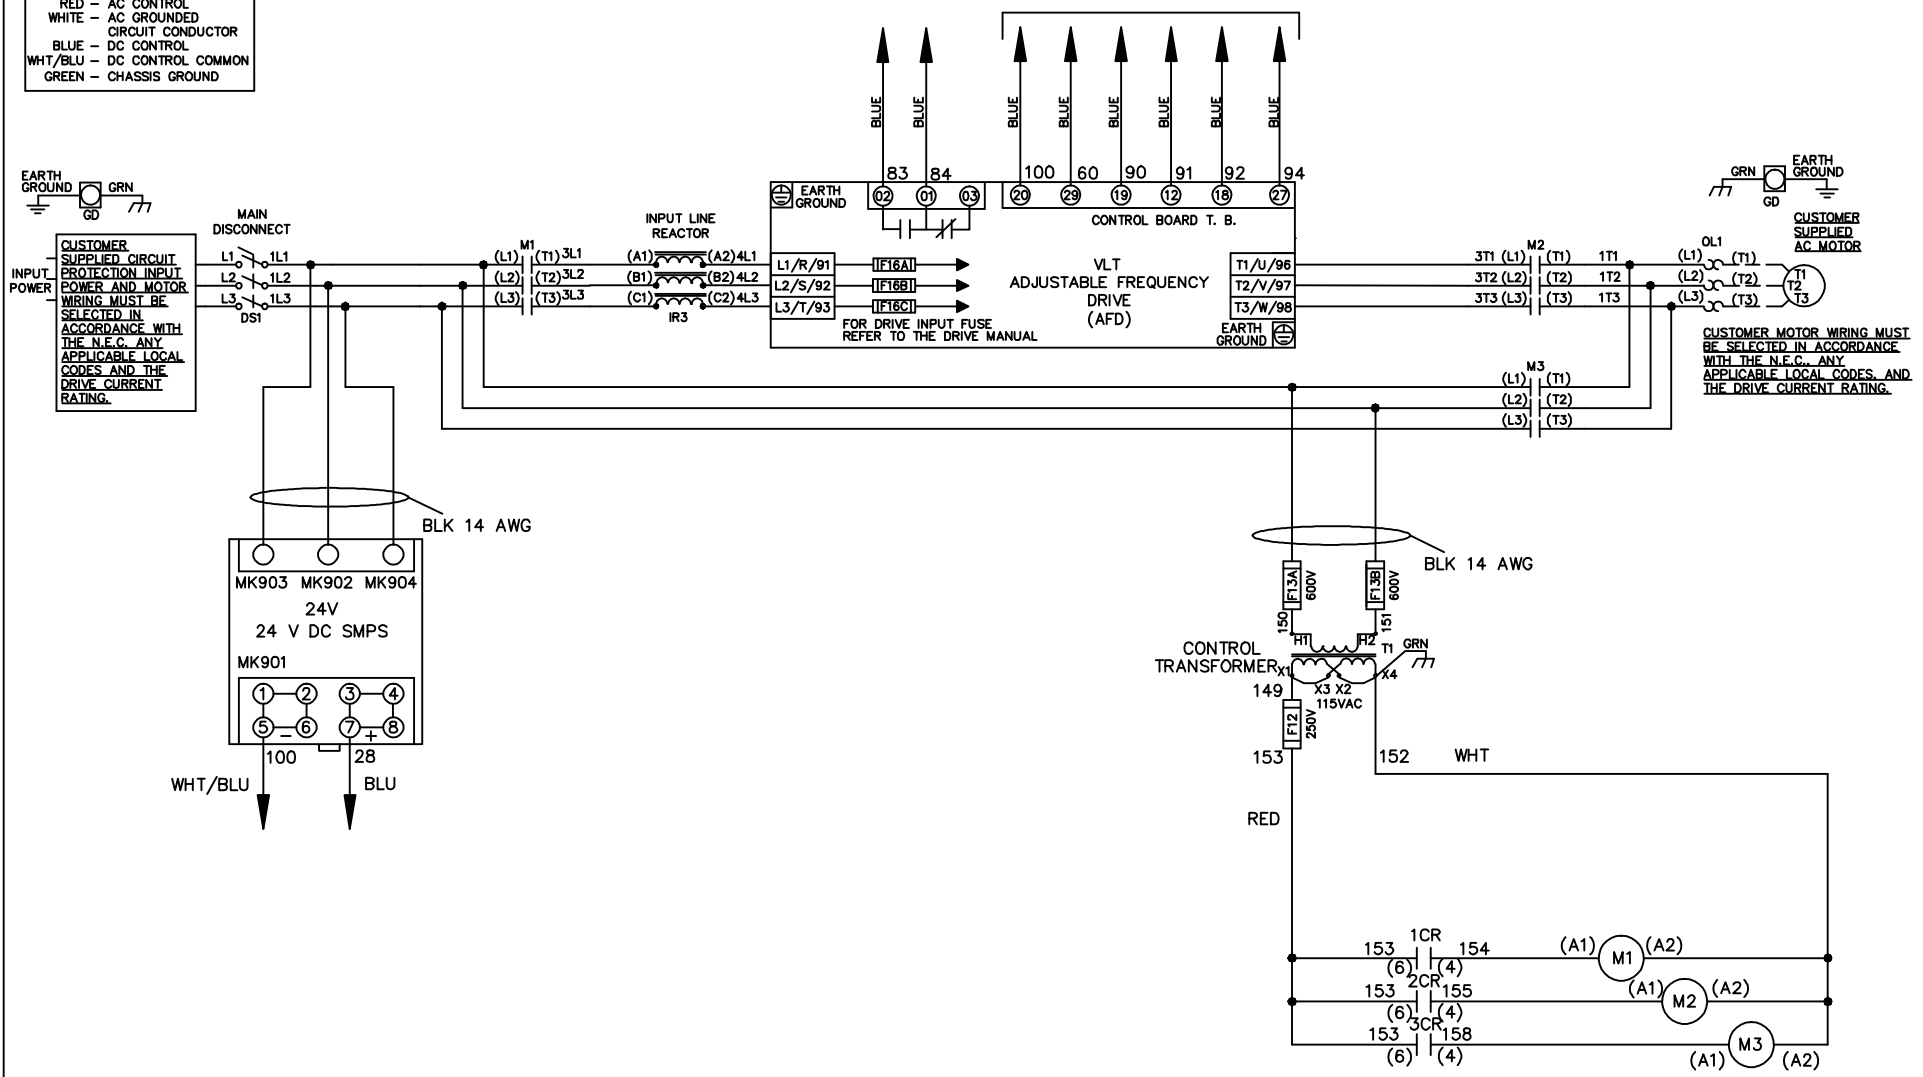 RED – AC CONTROL
WHITE – AC GROUNDED
CIRCUIT CONDUCTOR
BLUE – DC CONTROL
WHT/BLU – DC CONTROL COMMON
GREEN – CHASSIS GROUND
BLUE
BLUE
BLUE
BLUE
BLUE
BLUE
BLUE
BLUE
83 84 100 60 90 91 92 94
EARTH
GROUND
GRN
GD
MAIN
DISCONNECT
INPUT LINE
REACTOR
EARTH
GROUND
02 01 03 20 29 19 12 18 27
CONTROL BOARD T. B.
GRN
EARTH
GROUND
GD
CUSTOMER
SUPPLIED
AC MOTOR
INPUT
POWER
CUSTOMER
SUPPLIED CIRCUIT
PROTECTION INPUT
POWER AND MOTOR
WIRING MUST BE
SELECTED IN
ACCORDANCE WITH
THE N.E.C. ANY
APPLICABLE LOCAL
CODES AND THE
DRIVE CURRENT
RATING.
L1 1L1
L2 1L2
L3 1L3
DS1
M1
(L1) (T1) 3L1
(L2) (T2) 3L2
(L3) (T3) 3L3
(A1) (A2) 4L1
(B1) (B2) 4L2
(C1) (C2) 4L3
IR3
L1/R/91 F16A
L2/S/92 F16B
L3/T/93 F16C
FOR DRIVE INPUT FUSE
REFER TO THE DRIVE MANUAL
VLT
ADJUSTABLE FREQUENCY
DRIVE
(AFD)
T1/U/96
T2/V/97
T3/W/98
EARTH
GROUND
M2
3T1 (L1) (T1) 1T1
3T2 (L2) (T2) 1T2
3T3 (L3) (T3) 1T3
OL1
(L1) (T1)
(L2) (T2)
(L3) (T3)
T1
T2
T3
CUSTOMER MOTOR WIRING MUST
BE SELECTED IN ACCORDANCE
WITH THE N.E.C., ANY
APPLICABLE LOCAL CODES, AND
THE DRIVE CURRENT RATING.
M3
(L1) (T1)
(L2) (T2)
(L3) (T3)
BLK 14 AWG
MK903 MK902 MK904
24V
24 V DC SMPS
MK901
1 2 3 4
5 6 7 8
– +
100 28
WHT/BLU BLU
BLK 14 AWG
F13A 600V
F13B 600V
150 151
H1 H2
T1
GRN
CONTROL
TRANSFORMER
X1 X3 X2 X4
115VAC
149
F12 250V
153
152 WHT
RED
1CR
153 154 (A1) M1 (A2)
(6) (4)
2CR
153 155 (A1) M2 (A2)
(6) (4)
3CR
153 158 M3
(6) (4) (A1) (A2)